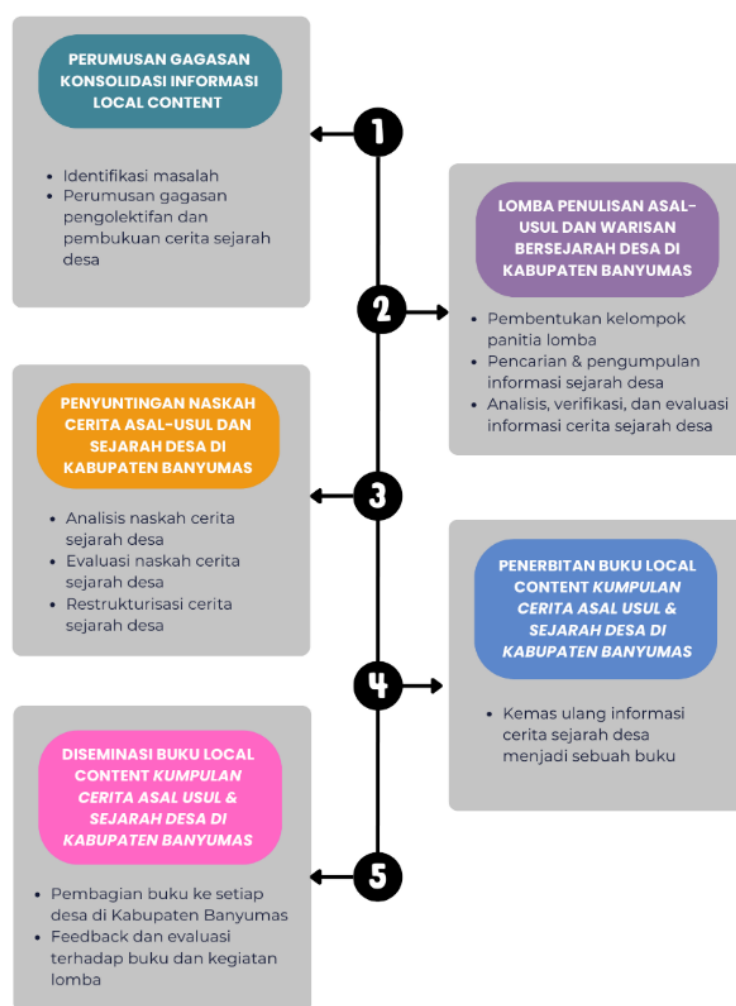 PERUMUSAN GAGASAN
KONSOLIDASI INFORMASI
LOCAL CONTENT
• Identifikasi masalah
• Perumusan gagasan
pengolektifan dan
pembukuan cerita sejarah
desa
1
LOMBA PENULISAN ASAL-
USUL DAN WARISAN
BERSEJARAH DESA DI
KABUPATEN BANYUMAS
• Pembentukan kelompok
panitia lomba
• Pencarian & pengumpulan
informasi sejarah desa
• Analisis, verifikasi, dan evaluasi
informasi cerita sejarah desa
2
PENYUNTINGAN NASKAH
CERITA ASAL-USUL DAN
SEJARAH DESA DI
KABUPATEN BANYUMAS
• Analisis naskah cerita
sejarah desa
• Evaluasi naskah cerita
sejarah desa
• Restrukturisasi cerita
sejarah desa
3
PENERBITAN BUKU LOCAL
CONTENT KUMPULAN
CERITA ASAL USUL &
SEJARAH DESA DI
KABUPATEN BANYUMAS
• Kemas ulang informasi
cerita sejarah desa
menjadi sebuah buku
4
DISEMINASI BUKU LOCAL
CONTENT KUMPULAN
CERITA ASAL USUL &
SEJARAH DESA DI
KABUPATEN BANYUMAS
• Pembagian buku ke setiap
desa di Kabupaten Banyumas
• Feedback dan evaluasi
terhadap buku dan kegiatan
lomba
5